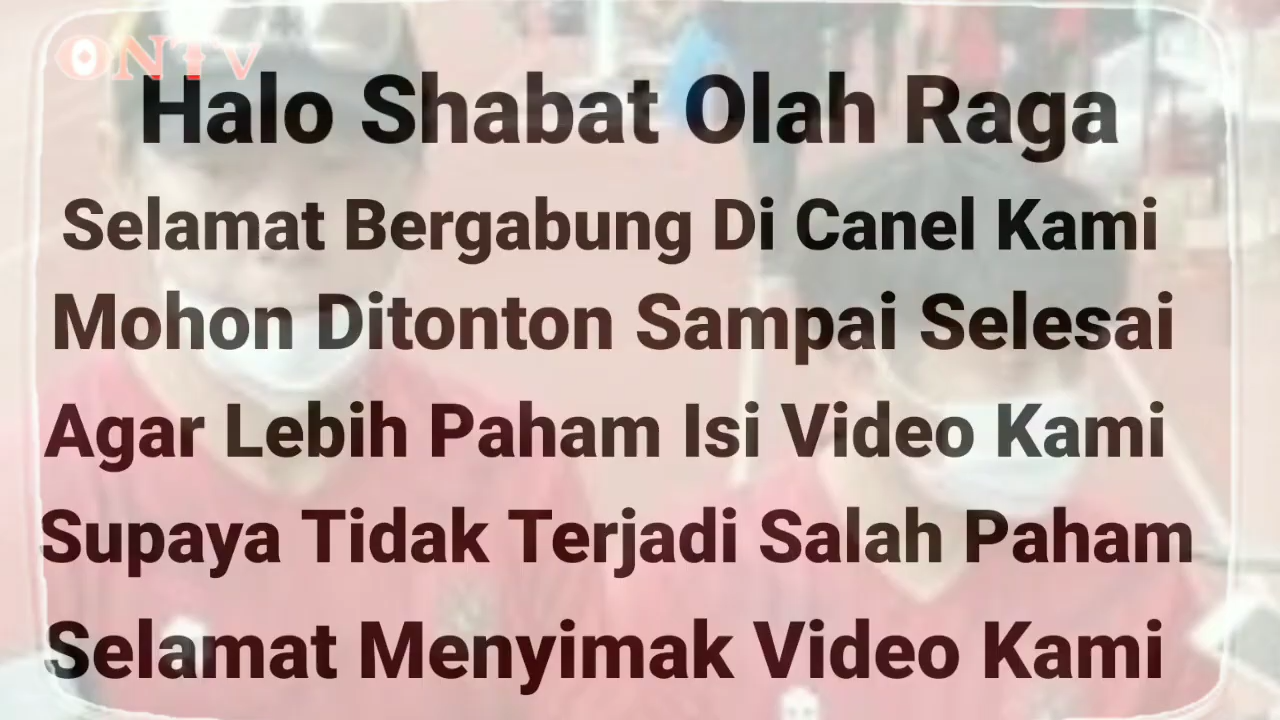 ONTV
Halo Shabat Olah Raga
Selamat Bergabung Di Canel Kami
Mohon Ditonton Sampai Selesai
Agar Lebih Paham Isi Video Kami
Supaya Tidak Terjadi Salah Paham
Selamat Menyimak Video Kami